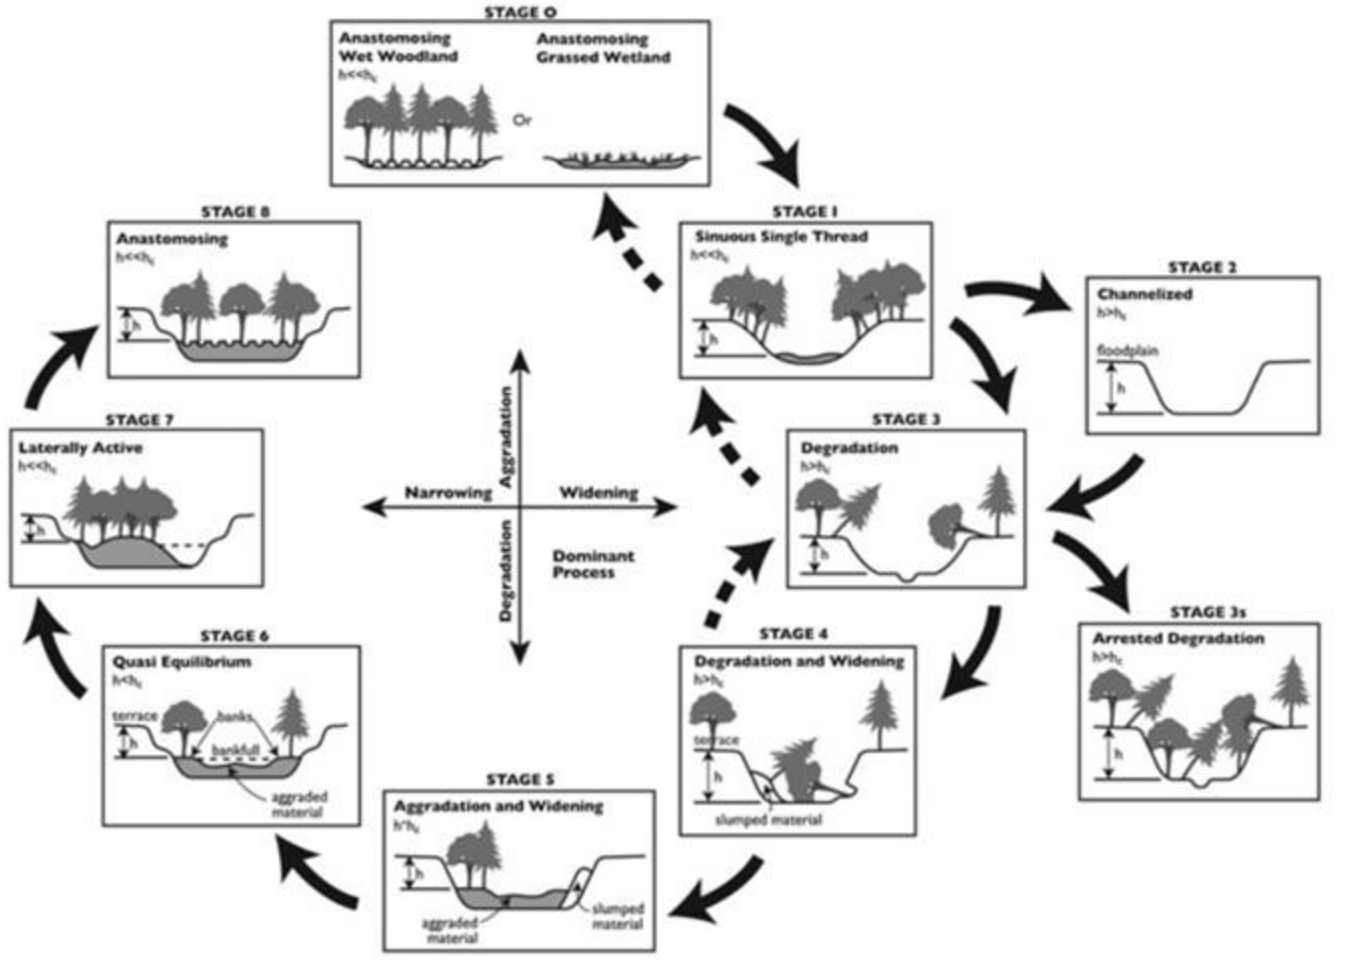 STAGE 0
Anastomosing
Wet Woodland
h<<hc
Anastomosing
Grassed Wetland
Or
STAGE 1
Sinuous Single Thread
h<<hc
h
STAGE 2
Channelized
h>hc
floodplain
h
STAGE 3
Degradation
h>hc
h
STAGE 3s
Arrested Degradation
h>hc
h
STAGE 4
Degradation and Widening
h>hc
terrace
h
slumped material
STAGE 5
Aggradation and Widening
h~hc
h
aggraded
material
slumped
material
STAGE 6
Quasi Equilibrium
h<hc
terrace
h
banks
bankfull
aggraded
material
STAGE 7
Laterally Active
h<<hc
h
STAGE 8
Anastomosing
h<<hc
h
Aggradation
Narrowing
Widening
Degradation
Dominant
Process